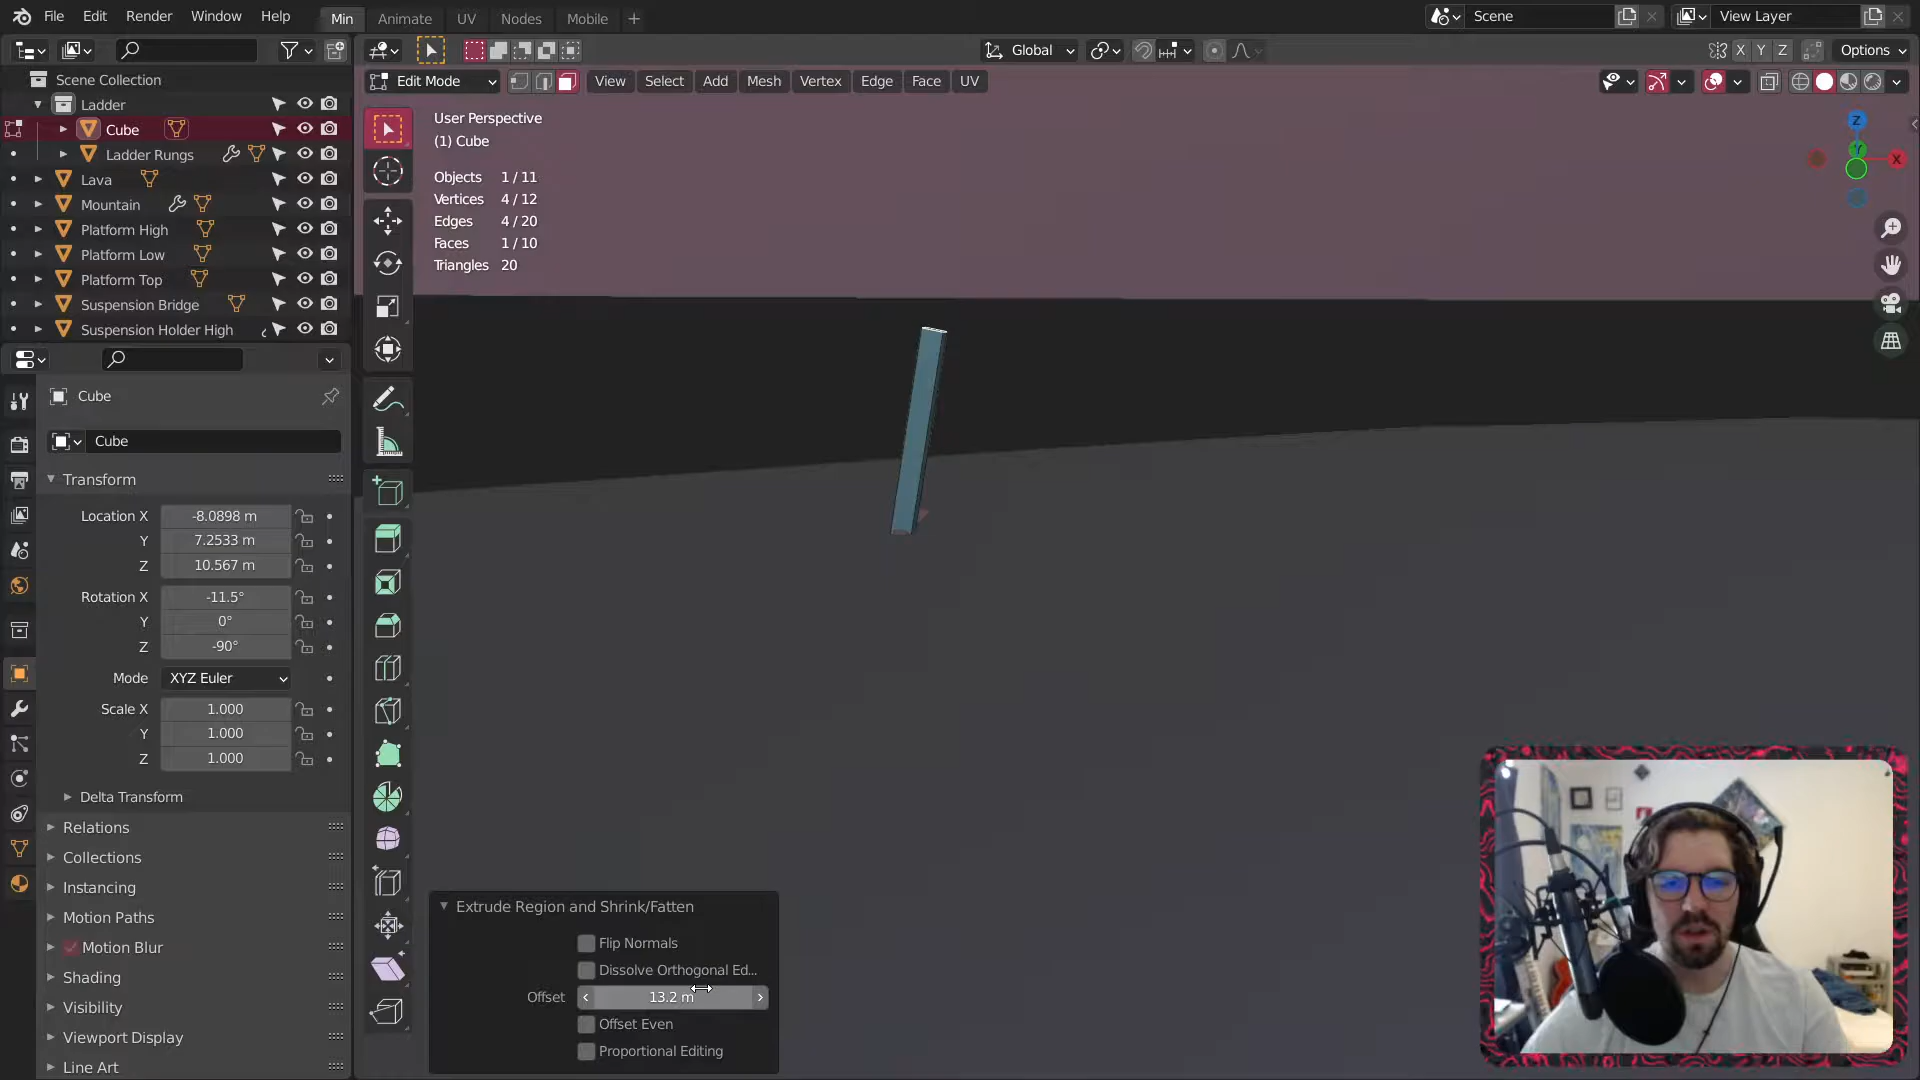 File Edit Render Window Help Min Animate UV Nodes Mobile Scene View Layer
Global X Y Z Options
Scene Collection Edit Mode View Select Add Mesh Vertex Edge Face UV
Ladder
Cube
Ladder Rungs
Lava
Mountain
Platform High
Platform Low
Platform Top
Suspension Bridge
Suspension Holder High
User Perspective
(1) Cube
Objects 1 / 11
Vertices 4 / 12
Edges 4 / 20
Faces 1 / 10
Triangles 20
Z
Y
X
Cube
Cube
Transform
Location X -8.0898 m
Y 7.2533 m
Z 10.567 m
Rotation X -11.5°
Y 0°
Z -90°
Mode XYZ Euler
Scale X 1.000
Y 1.000
Z 1.000
Delta Transform
Relations
Collections
Instancing
Motion Paths
Motion Blur
Shading
Visibility
Viewport Display
Line Art
Extrude Region and Shrink/Fatten
Flip Normals
Dissolve Orthogonal Ed...
Offset 13.2 m
Offset Even
Proportional Editing